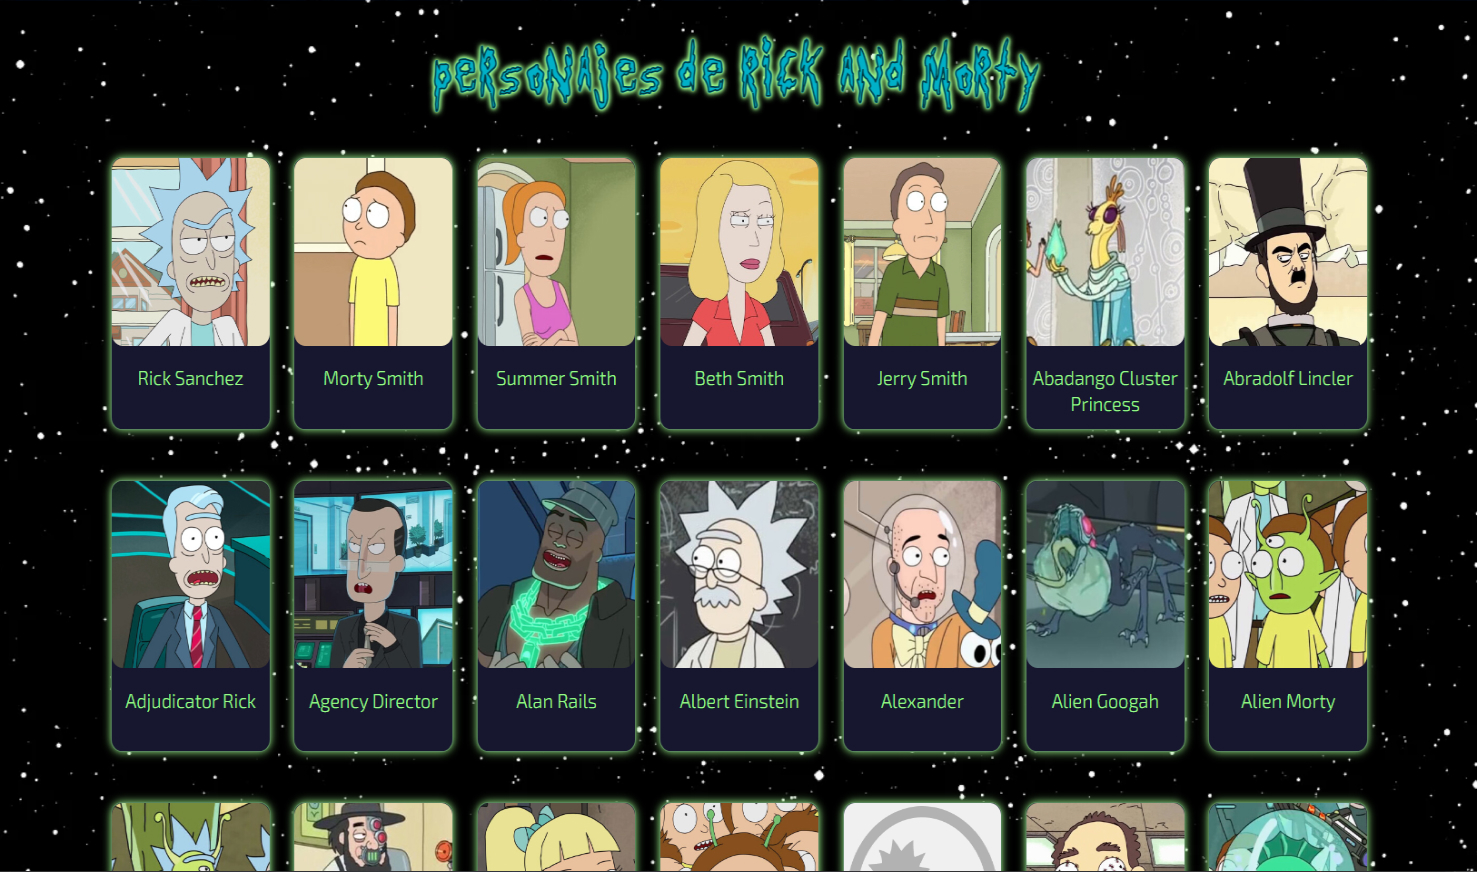 personajes de Rick and Morty
Rick Sanchez
Morty Smith
Summer Smith
Beth Smith
Jerry Smith
Abadango Cluster
Princess
Abradolf Lincler
Adjudicator Rick
Agency Director
Alan Rails
Albert Einstein
Alexander
Alien Googah
Alien Morty